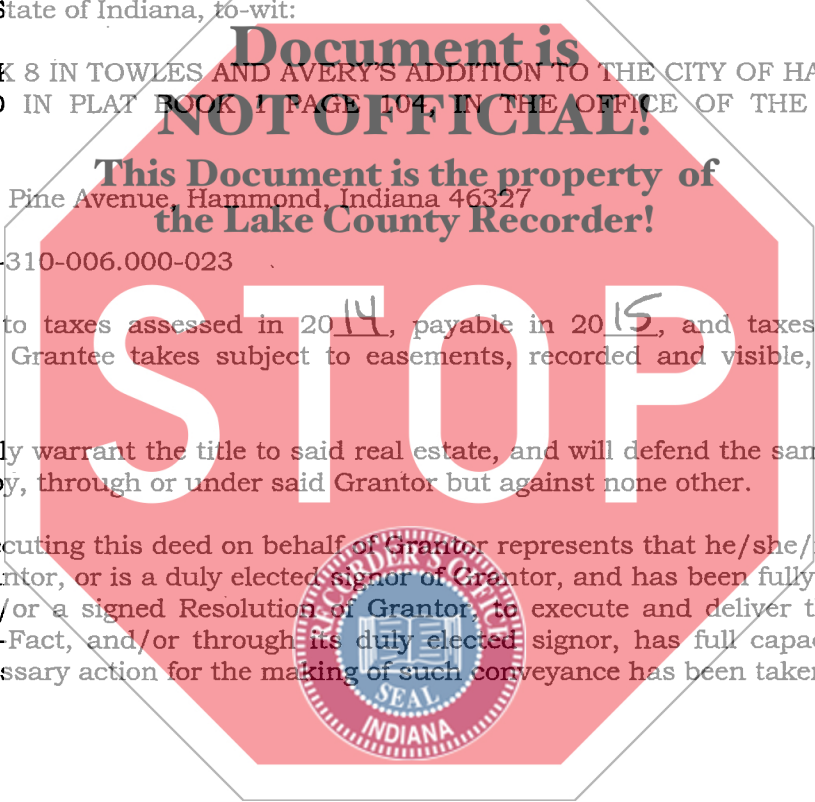 State of Indiana, to-wit:
Document is
K 8 IN TOWLES AND AVERY'S ADDITION TO THE CITY OF HA
IN PLAT BOOK 1 PAGE 104, IN THE OFFICE OF THE
NOT OFFICIAL!
This Document is the property of
Pine Avenue, Hammond, Indiana 46327
the Lake County Recorder!
-310-006.000-023
to taxes assessed in 2014, payable in 2015, and taxes
Grantee takes subject to easements, recorded and visible,
STOP
ly warrant the title to said real estate, and will defend the sam
y, through or under said Grantor but against none other.
cuting this deed on behalf of Grantor represents that he/she/
ntor, or is a duly elected signor of Grantor, and has been fully
/or a signed Resolution of Grantor, to execute and deliver t
-Fact, and/or through its duly elected signor, has full capac
ssary action for the making of such conveyance has been taken
RECORDER'S OFFICE
SEAL
INDIANA